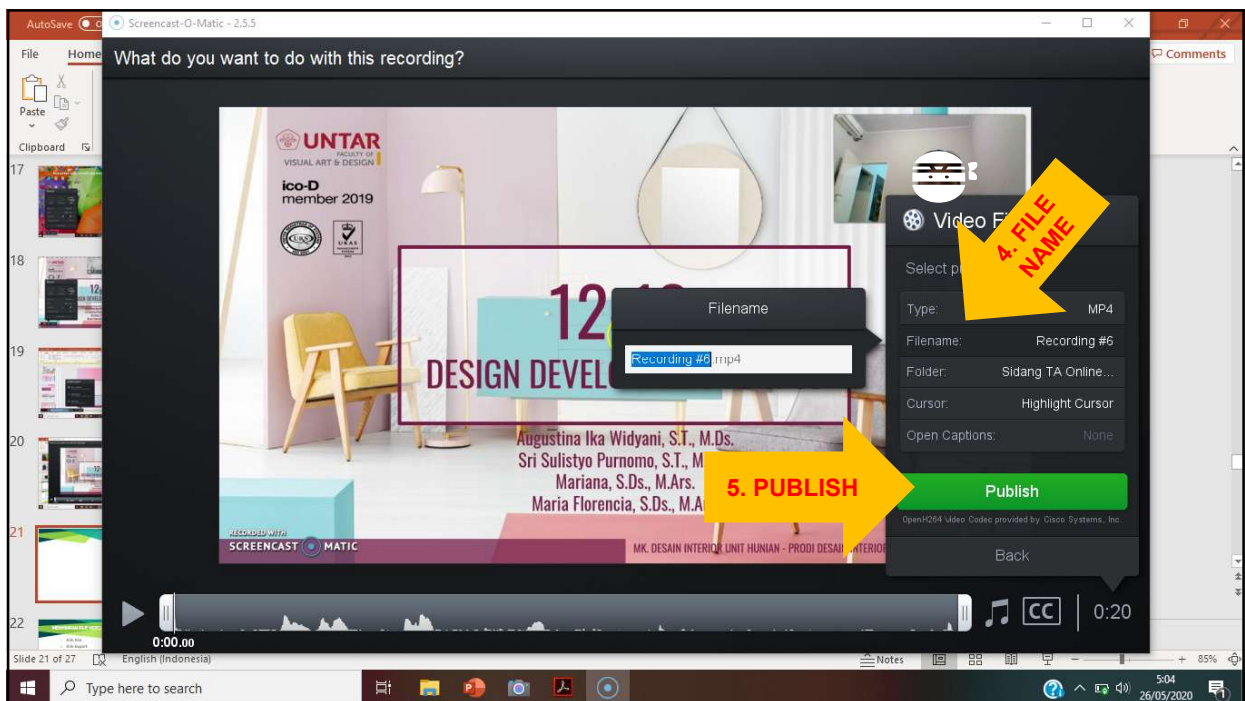 AutoSave
Screencast-O-Matic - 2.5.5
File
Home
Comments
What do you want to do with this recording?
Paste
Clipboard
17
18
19
20
21
22
UNTAR
FACULTY OF
VISUAL ART & DESIGN
ico-D
member 2019
UKAS
12
DESIGN DEVEL
Augustina Ika Widyani, S.T., M.Ds.
Sri Sulistyo Purnomo, S.T., M
Mariana, S.Ds., M.Ars.
Maria Florencia, S.Ds., M.A
RECORDED WITH
SCREENCAST MATIC
MK. DESAIN INTERIOR UNIT HUNIAN - PRODI DESAIN INTERIOR
Filename
Recording #6.mp4
Video F
4. FILE
NAME
Select p
Type: MP4
Filename: Recording #6
Folder: Sidang TA Online...
Cursor: Highlight Cursor
Open Captions: None
5. PUBLISH
Publish
OpenH264 Video Codec provided by Cisco Systems, Inc.
Back
0:00.00
CC
0:20
Slide 21 of 27
English (Indonesia)
Notes
85%
Type here to search
5:04
26/05/2020